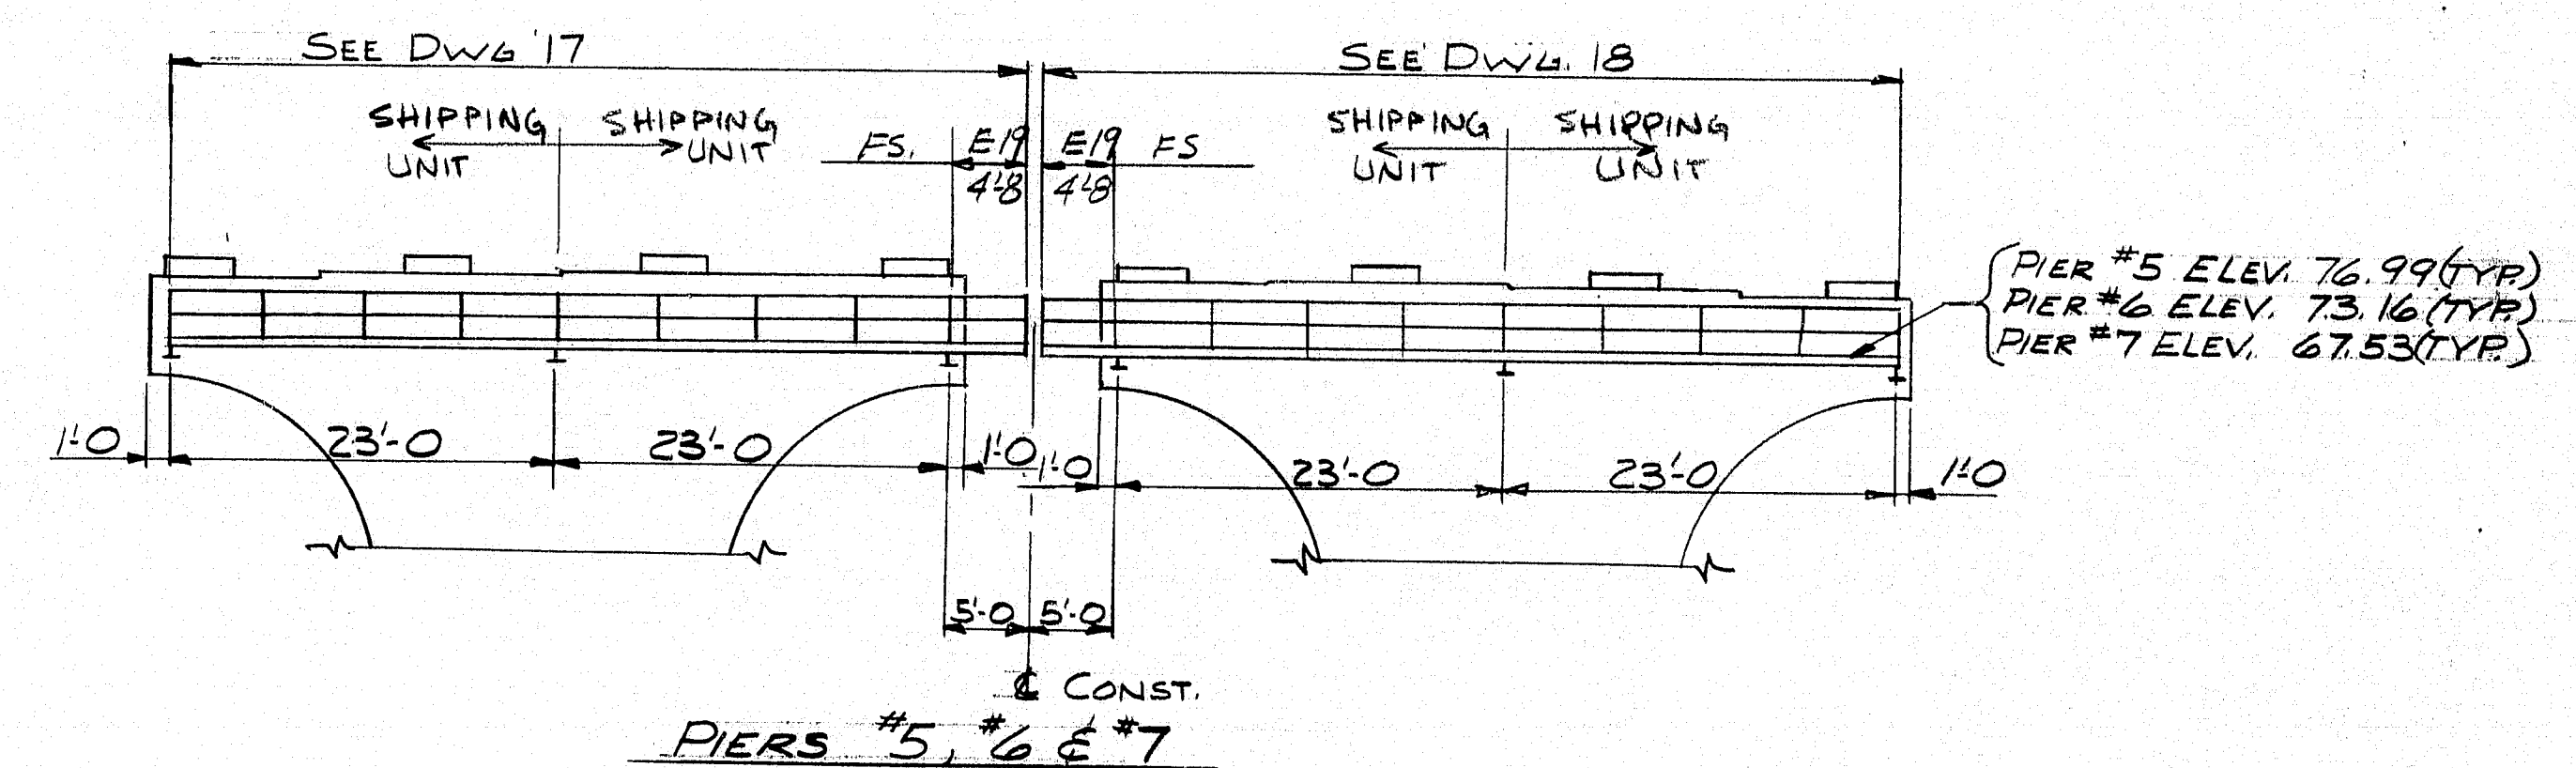 SEE DWG 17
SEE DWG. 18
SHIPPING UNIT
SHIPPING UNIT
FS.
E19
4'-8
E19
4'-8
FS
SHIPPING UNIT
SHIPPING UNIT
PIER #5 ELEV. 76.99 (TYP.)
PIER #6 ELEV. 73.16 (TYP.)
PIER #7 ELEV. 67.53 (TYP.)
1'-0
23'-0
23'-0
1'-0
1'-0
23'-0
23'-0
1'-0
5'-0
5'-0
℄ CONST.
PIERS #5, #6 & #7